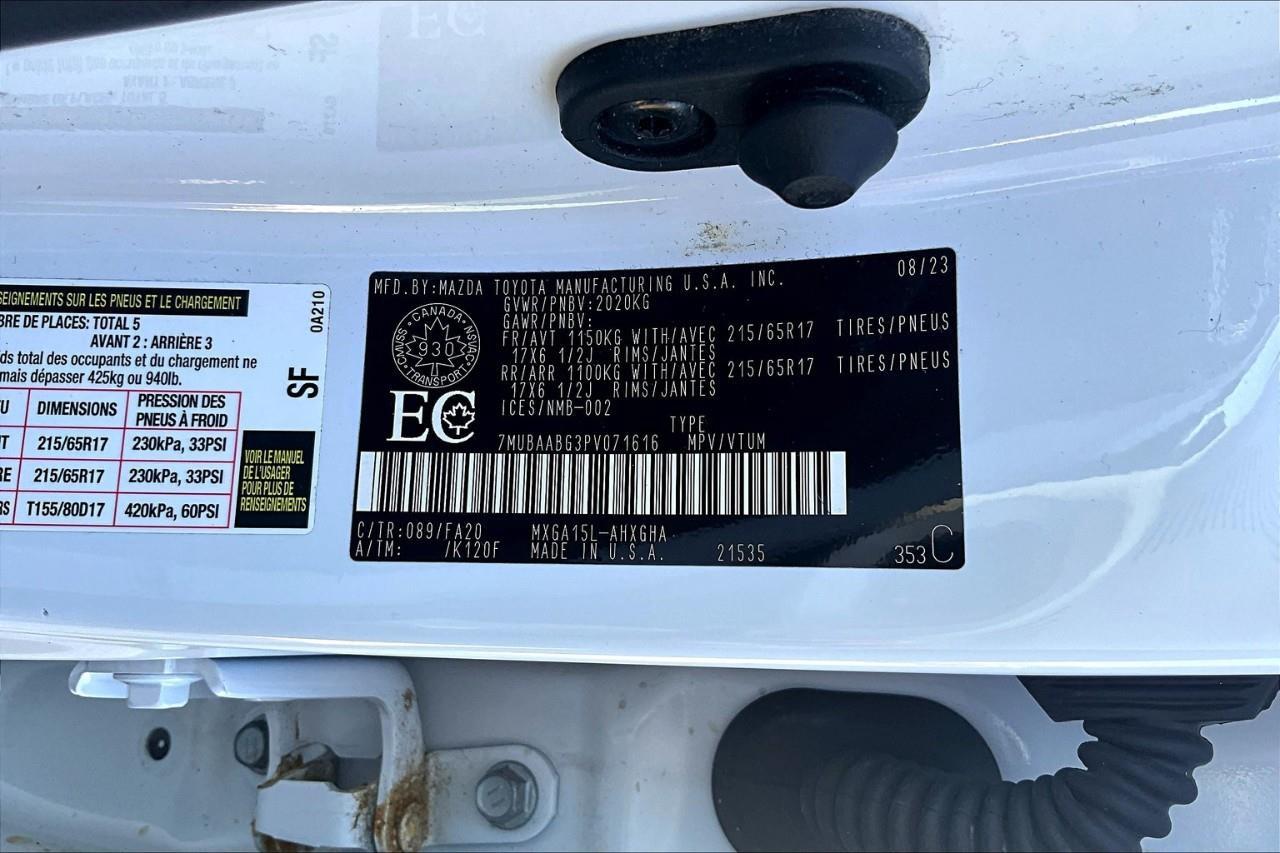 SEIGNEMENTS SUR LES PNEUS ET LE CHARGEMENT
BRE DE PLACES: TOTAL 5
AVANT 2 : ARRIÈRE 3
ids total des occupants et du chargement ne
mais dépasser 425kg ou 940lb.
DIMENSIONS
PRESSION DES
PNEUS À FROID
215/65R17
230kPa, 33PSI
215/65R17
230kPa, 33PSI
T155/80D17
420kPa, 60PSI
0A210
SF
VOIR LE MANUEL
DE L'USAGER
POUR PLUS DE
RENSEIGNEMENTS
MFD.BY:MAZDA TOYOTA MANUFACTURING U.S.A. INC. 08/23
GVWR/PNBV:2020KG
GAWR/PNBV:
FR/AVT 1150KG WITH/AVEC 215/65R17 TIRES/PNEUS
17X6 1/2J RIMS/JANTES
RR/ARR 1100KG WITH/AVEC 215/65R17 TIRES/PNEUS
17X6 1/2J RIMS/JANTES
ICES/NMB-002
CANADA
CMVSS
NSVAC
930
TRANSPORT
EC
TYPE
7MUBAABG3PV071616 MPV/VTUM
C/TR:089/FA20 MXGA15L-AHXGHA
A/TM: /K120F MADE IN U.S.A. 21535 353C